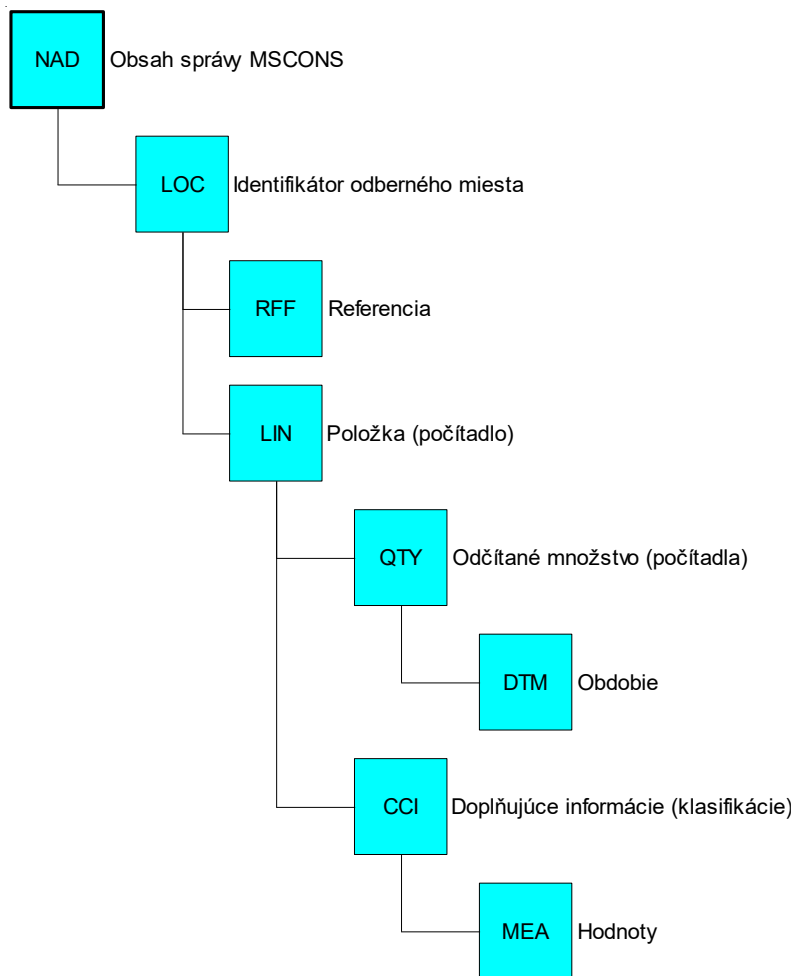 NAD Obsah správy MSCONS
LOC Identifikátor odberného miesta
RFF Referencia
LIN Položka (počítadlo)
QTY Odčítané množstvo (počítadla)
DTM Obdobie
CCI Doplňujúce informácie (klasifikácie)
MEA Hodnoty